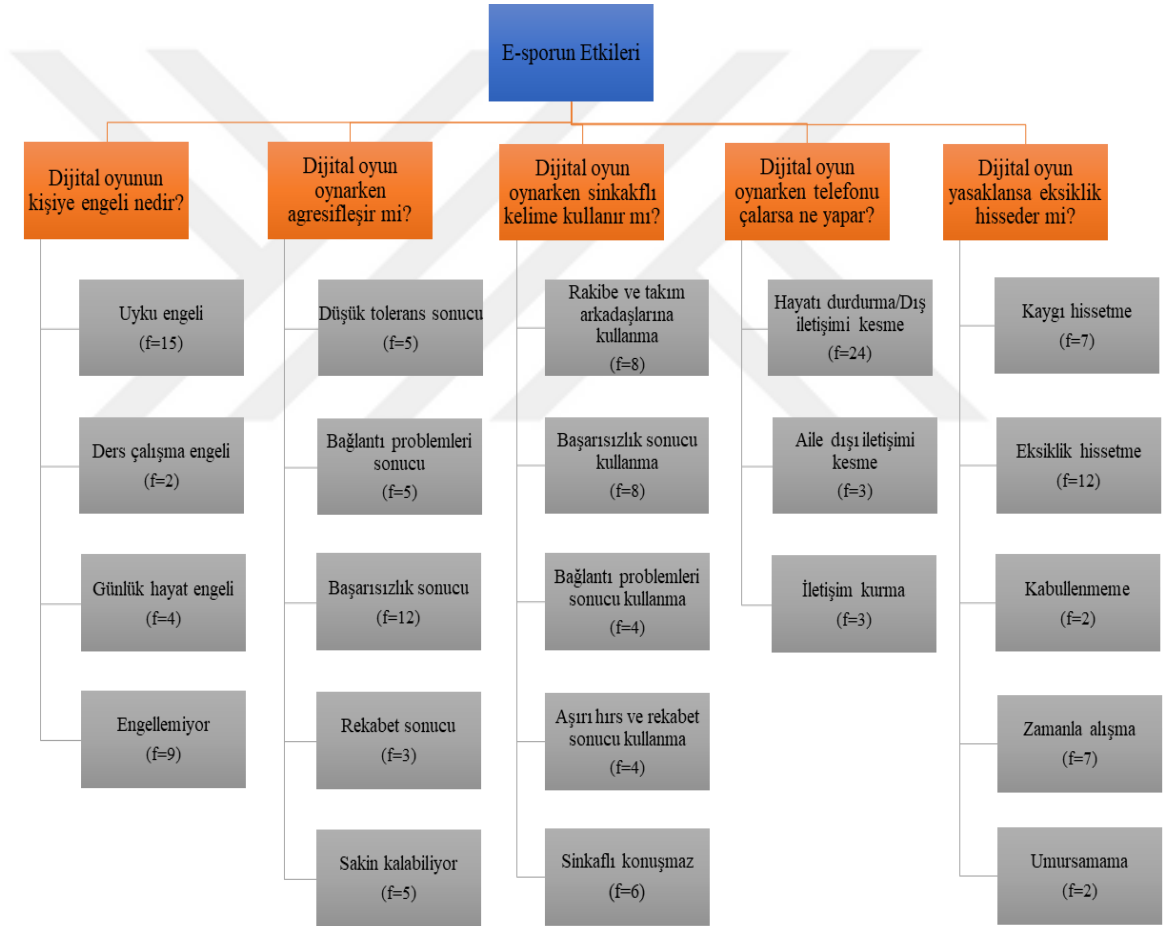 E-sporun Etkileri
Dijital oyunun
kişiye engeli nedir?
Uyku engeli
(f=15)
Ders çalışma engeli
(f=2)
Günlük hayat engeli
(f=4)
Engellemiyor
(f=9)
Dijital oyun
oynarken
agresifleşir mi?
Düşük tolerans sonucu
(f=5)
Bağlantı problemleri
sonucu
(f=5)
Başarısızlık sonucu
(f=12)
Rekabet sonucu
(f=3)
Sakin kalabiliyor
(f=5)
Dijital oyun
oynarken sinkakflı
kelime kullanır mı?
Rakibe ve takım
arkadaşlarına
kullanma
(f=8)
Başarısızlık sonucu
kullanma
(f=8)
Bağlantı problemleri
sonucu kullanma
(f=4)
Aşırı hırs ve rekabet
sonucu kullanma
(f=4)
Sinkaflı konuşmaz
(f=6)
Dijital oyun
oynarken telefonu
çalarsa ne yapar?
Hayatı durdurma/Dış
iletişimi kesme
(f=24)
Aile dışı iletişimi
kesme
(f=3)
İletişim kurma
(f=3)
Dijital oyun
yasaklansa eksiklik
hisseder mi?
Kaygı hissetme
(f=7)
Eksiklik hissetme
(f=12)
Kabullenmeme
(f=2)
Zamanla alışma
(f=7)
Umursamama
(f=2)